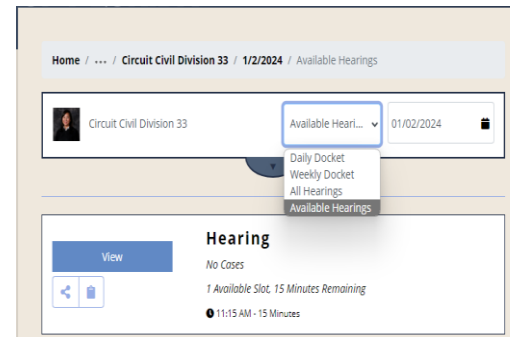 Home / ... / Circuit Civil Division 33 / 1/2/2024 / Available Hearings
Circuit Civil Division 33
Available Heari...
01/02/2024
Daily Docket
Weekly Docket
All Hearings
Available Hearings
View
Hearing
No Cases
1 Available Slot, 15 Minutes Remaining
11:15 AM - 15 Minutes